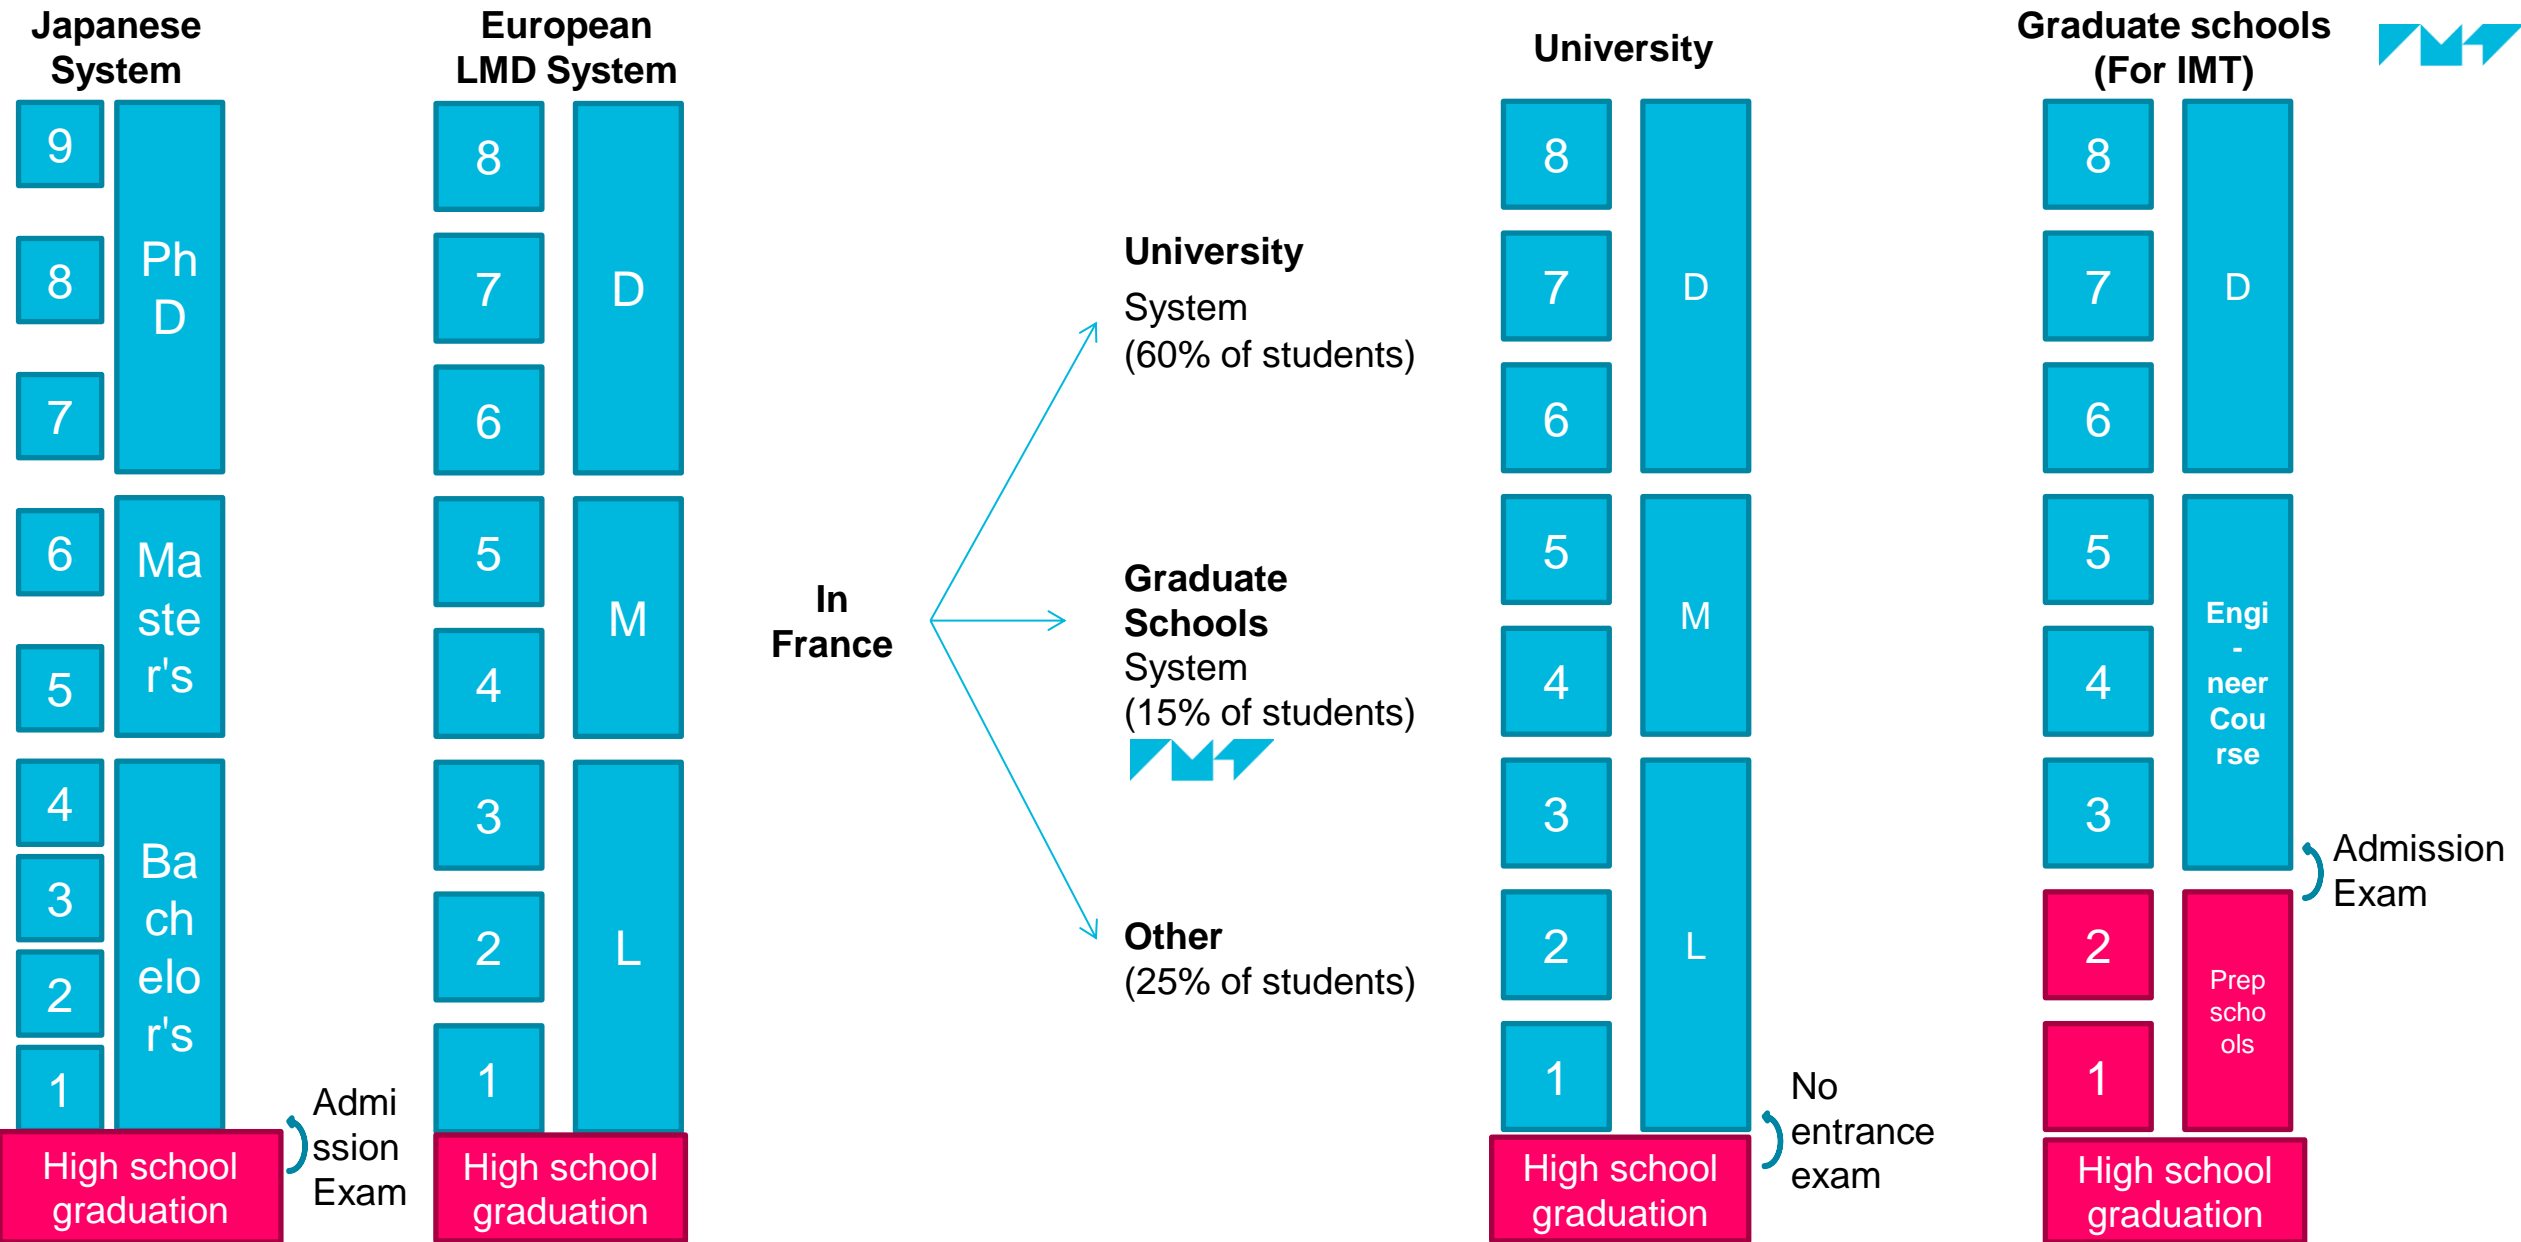 Japanese
System
9
8
7
Ph
D
6
5
Ma
ste
r's
4
3
2
1
Ba
ch
elo
r's
High school
graduation
Admi
ssion
Exam
European
LMD System
8
7
6
D
5
4
M
3
2
1
L
High school
graduation
In
France
University
System
(60% of students)
Graduate
Schools
System
(15% of students)
IMT
Other
(25% of students)
University
8
7
6
D
5
4
M
3
2
1
L
High school
graduation
No
entrance
exam
Graduate schools
(For IMT)
IMT
8
7
6
D
5
4
3
Engi
-
neer
Cou
rse
Admission
Exam
2
1
Prep
scho
ols
High school
graduation